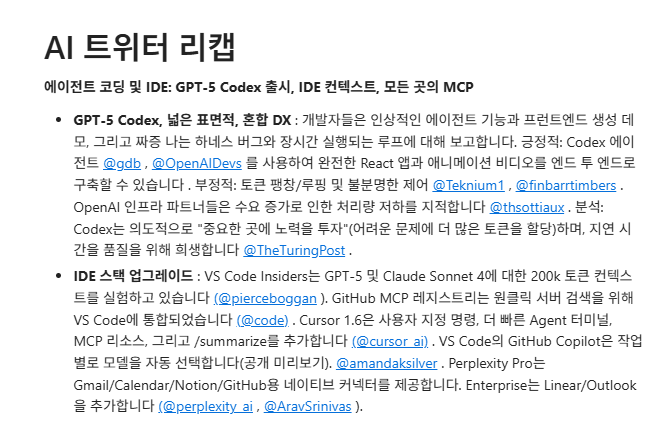 AI 트위터 리캡
에이전트 코딩 및 IDE: GPT-5 Codex 출시, IDE 컨텍스트, 모든 곳의 MCP
• GPT-5 Codex, 넓은 표면적, 혼합 DX : 개발자들은 인상적인 에이전트 기능과 프런트엔드 생성 데
모, 그리고 짜증 나는 하네스 버그와 장시간 실행되는 루프에 대해 보고합니다. 긍정적: Codex 에이
전트 @gdb , @OpenAIDevs 를 사용하여 완전한 React 앱과 애니메이션 비디오를 엔드 투 엔드로
구축할 수 있습니다 . 부정적: 토큰 팽창/루핑 및 불분명한 제어 @Teknium1 , @finbarrtimbers .
OpenAI 인프라 파트너들은 수요 증가로 인한 처리량 저하를 지적합니다 @thsottiaux . 분석:
Codex는 의도적으로 "중요한 곳에 노력을 투자"(어려운 문제에 더 많은 토큰을 할당)하며, 지연 시
간을 품질을 위해 희생합니다 @TheTuringPost .
• IDE 스택 업그레이드 : VS Code Insiders는 GPT-5 및 Claude Sonnet 4에 대한 200k 토큰 컨텍스
트를 실험하고 있습니다 (@pierceboggan ). GitHub MCP 레지스트리는 원클릭 서버 검색을 위해
VS Code에 통합되었습니다 (@code) . Cursor 1.6은 사용자 지정 명령, 더 빠른 Agent 터미널,
MCP 리소스, 그리고 /summarize를 추가합니다 (@cursor_ai) . VS Code의 GitHub Copilot은 작업
별로 모델을 자동 선택합니다(공개 미리보기). @amandaksilver . Perplexity Pro는
Gmail/Calendar/Notion/GitHub용 네이티브 커넥터를 제공합니다. Enterprise는 Linear/Outlook
을 추가합니다 (@perplexity_ai , @AravSrinivas ).